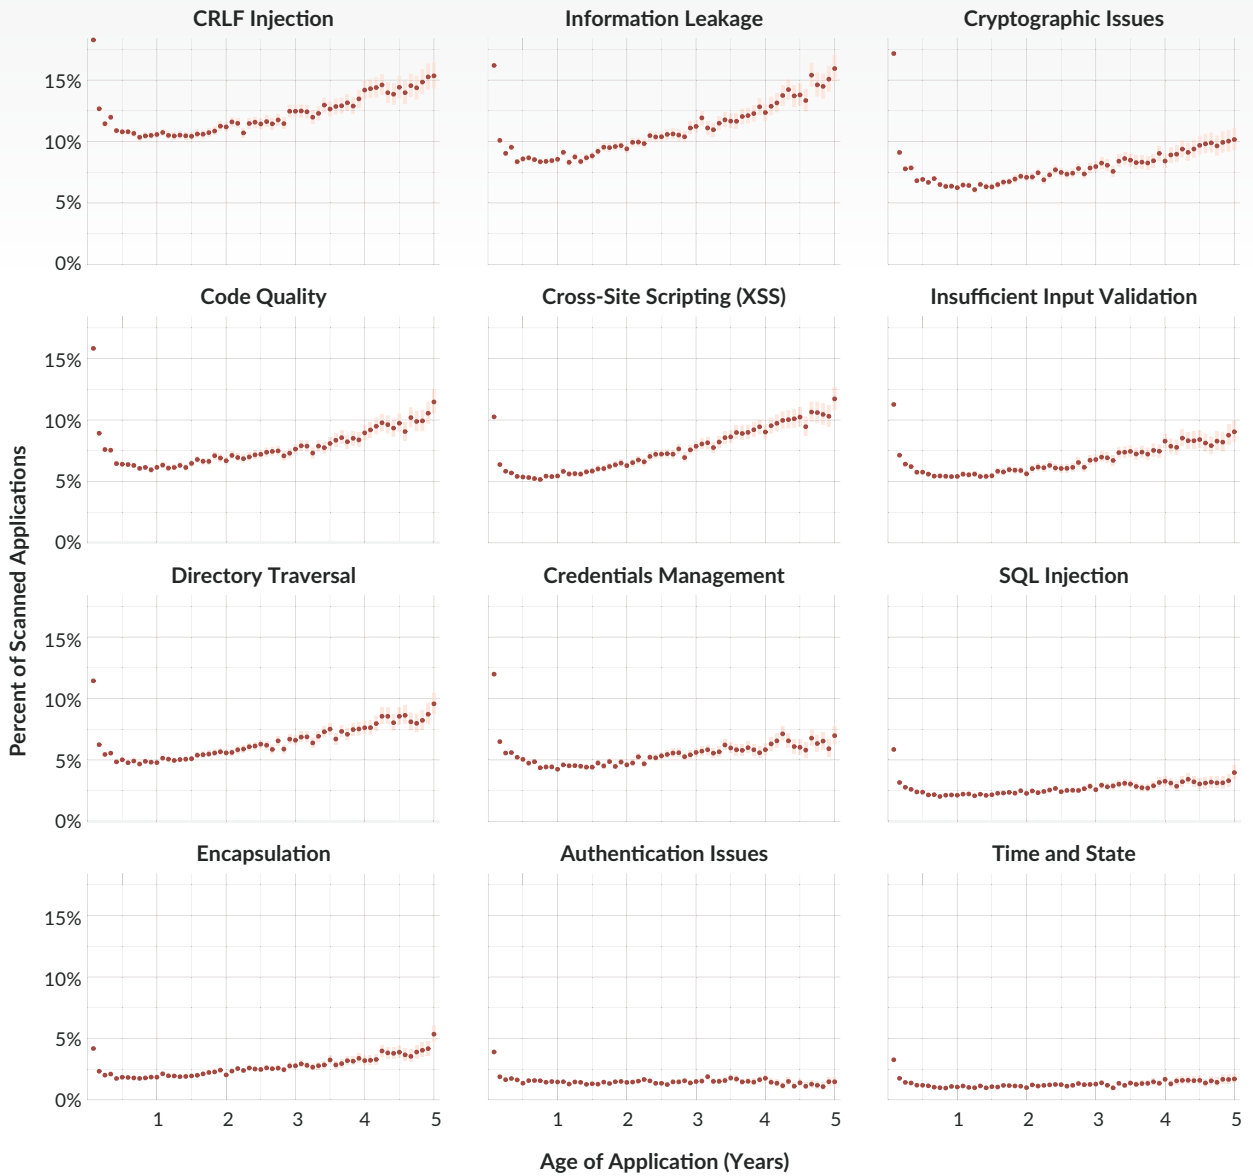 CRLF Injection
Information Leakage
Cryptographic Issues
15%
10%
5%
0%
Code Quality
Cross-Site Scripting (XSS)
Insufficient Input Validation
15%
10%
5%
0%
Percent of Scanned Applications
Directory Traversal
Credentials Management
SQL Injection
15%
10%
5%
0%
Encapsulation
Authentication Issues
Time and State
15%
10%
5%
0%
1 2 3 4 5
1 2 3 4 5
1 2 3 4 5
Age of Application (Years)